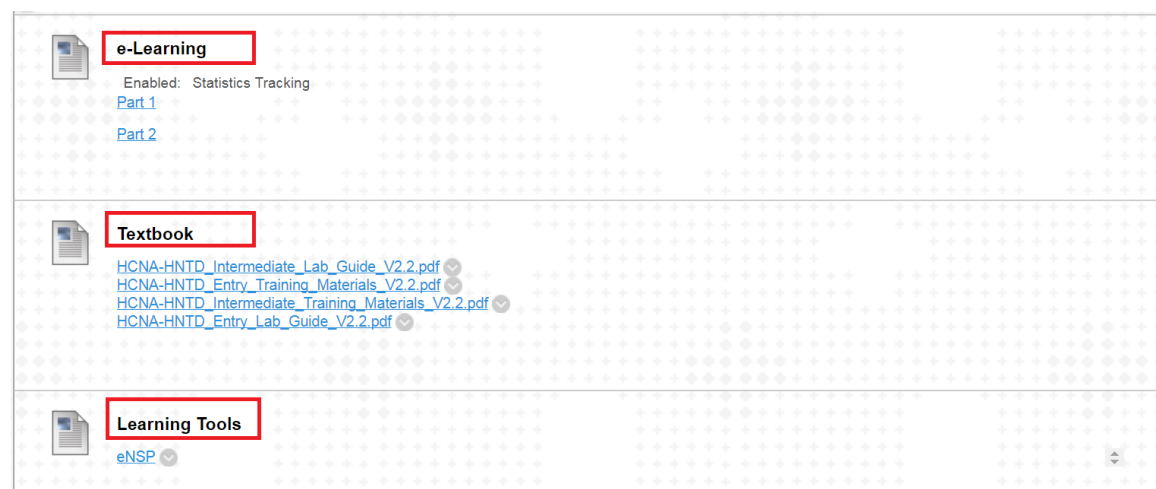 e-Learning
Enabled: Statistics Tracking
Part 1
Part 2
Textbook
HCNA-HNTD_Intermediate_Lab_Guide_V2.2.pdf
HCNA-HNTD_Entry_Training_Materials_V2.2.pdf
HCNA-HNTD_Intermediate_Training_Materials_V2.2.pdf
HCNA-HNTD_Entry_Lab_Guide_V2.2.pdf
Learning Tools
eNSP